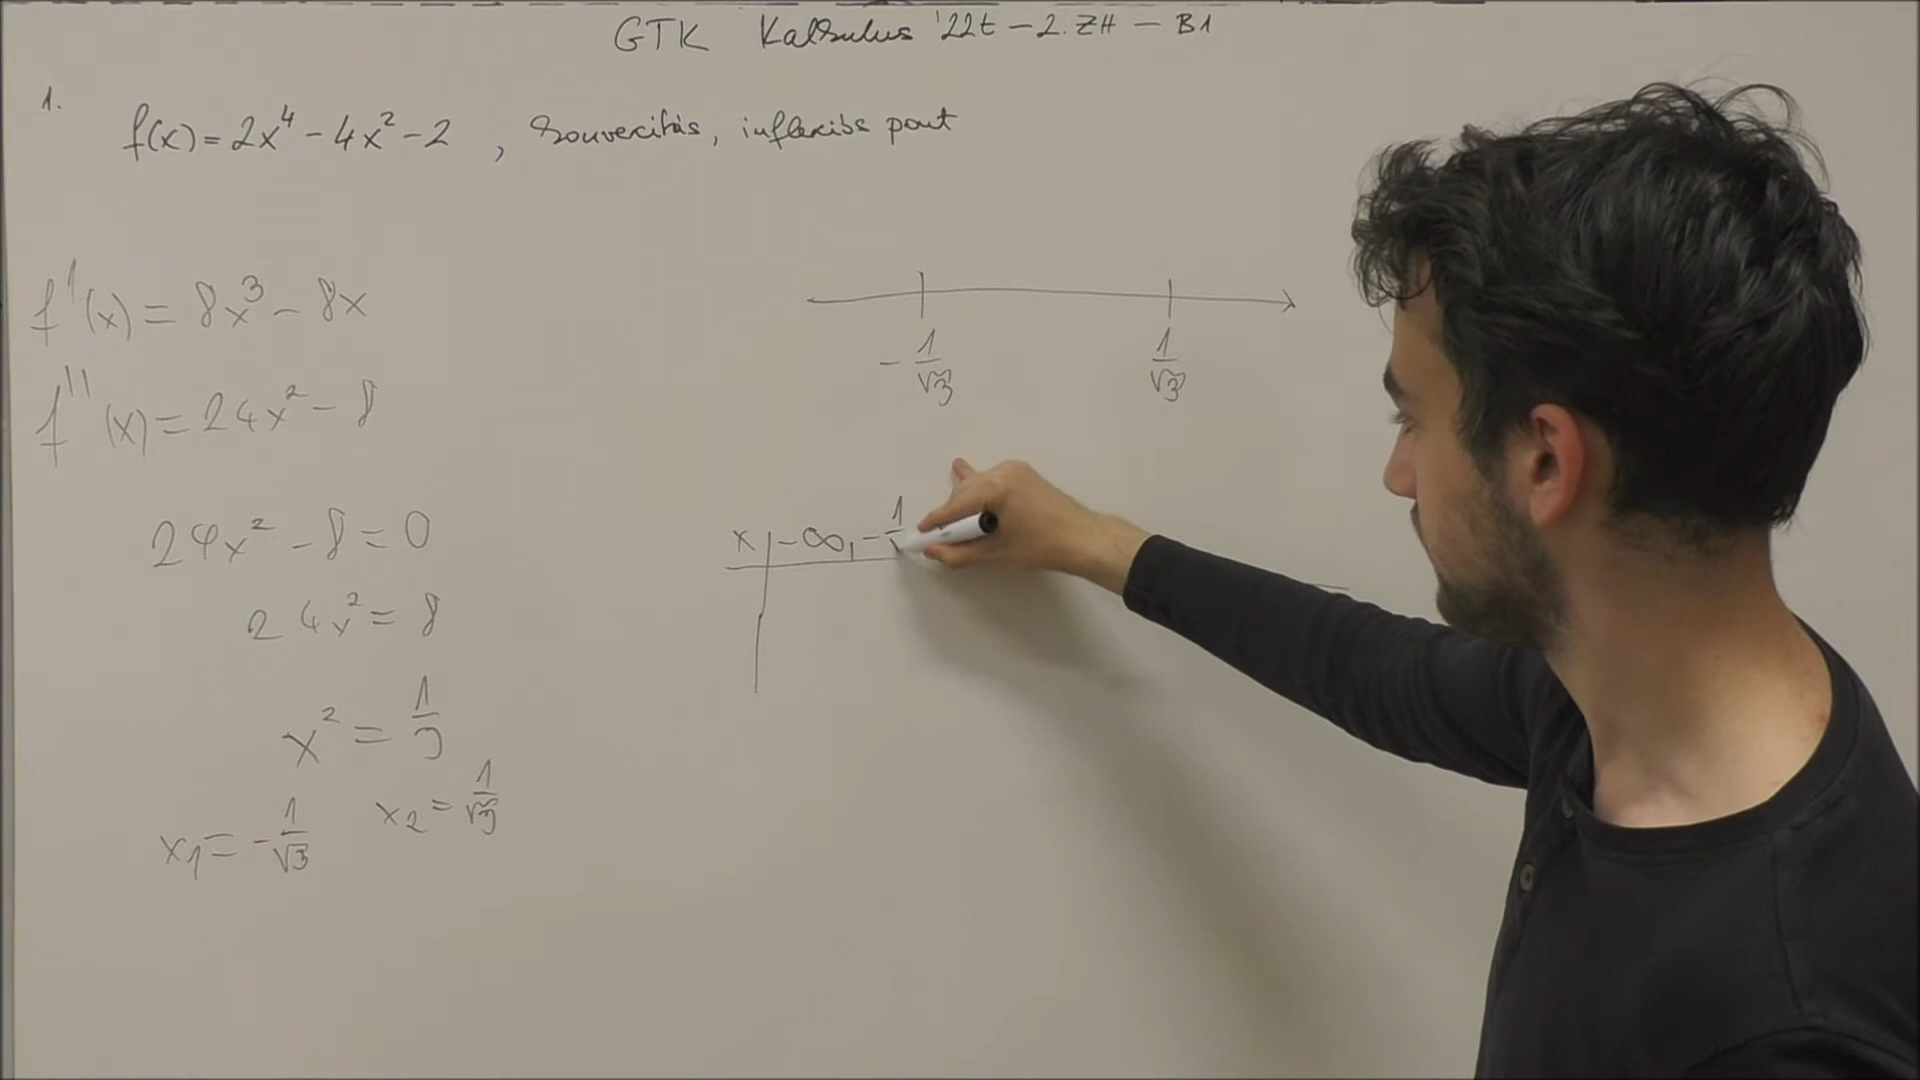 GTK Kalkulus '22t - 2. ZH - B1
1.
f(x) = 2x⁴ - 4x² - 2 , konvexitás, inflexiós pont
f'(x) = 8x³ - 8x
f''(x) = 24x² - 8
24x² - 8 = 0
24x² = 8
x² = 1/3
x₁ = -1/√3 x₂ = 1/√3
-1/√3 1/√3
x -∞, -1/√